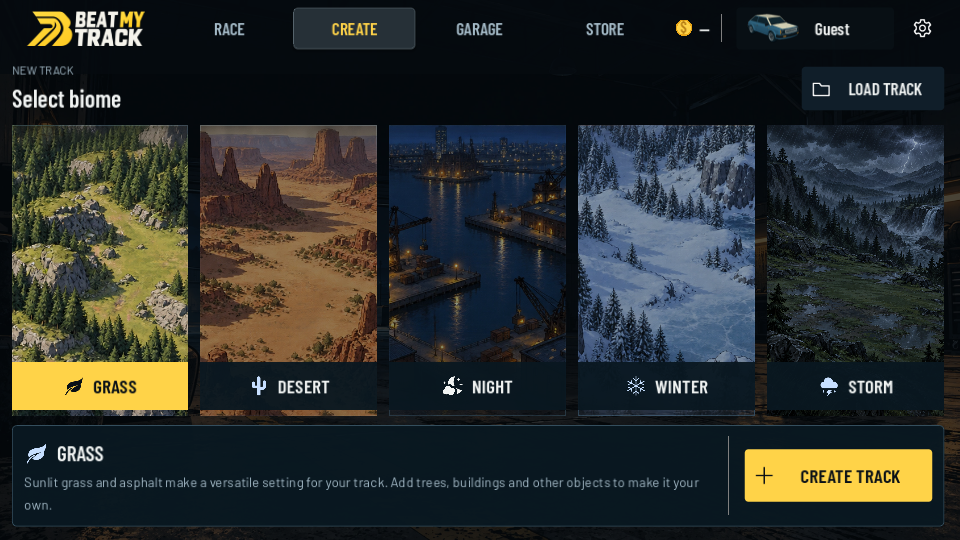 BEAT MY
TRACK
RACE
CREATE
GARAGE
STORE
–
Guest
NEW TRACK
Select biome
LOAD TRACK
GRASS
DESERT
NIGHT
WINTER
STORM
GRASS
Sunlit grass and asphalt make a versatile setting for your track. Add trees, buildings and other objects to make it your
own.
CREATE TRACK